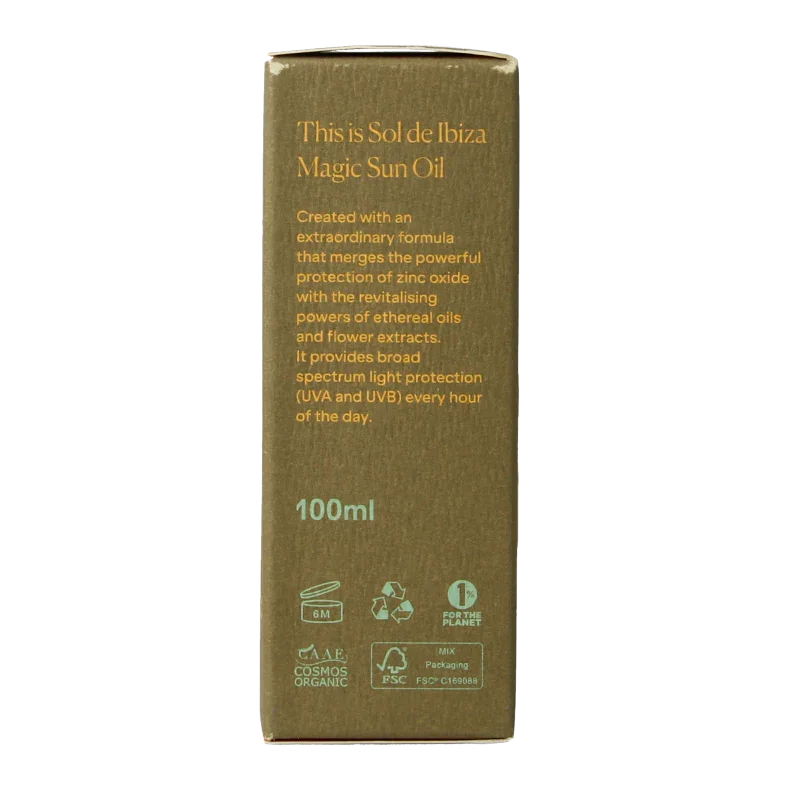 This is Sol de Ibiza
Magic Sun Oil
Created with an
extraordinary formula
that merges the powerful
protection of zinc oxide
with the revitalising
powers of ethereal oils
and flower extracts.
It provides broad
spectrum light protection
(UVA and UVB) every hour
of the day.
100ml
6M
1%
FOR THE
PLANET
CAAE
COSMOS
ORGANIC
FSC
MIX
Packaging
FSC® C169088